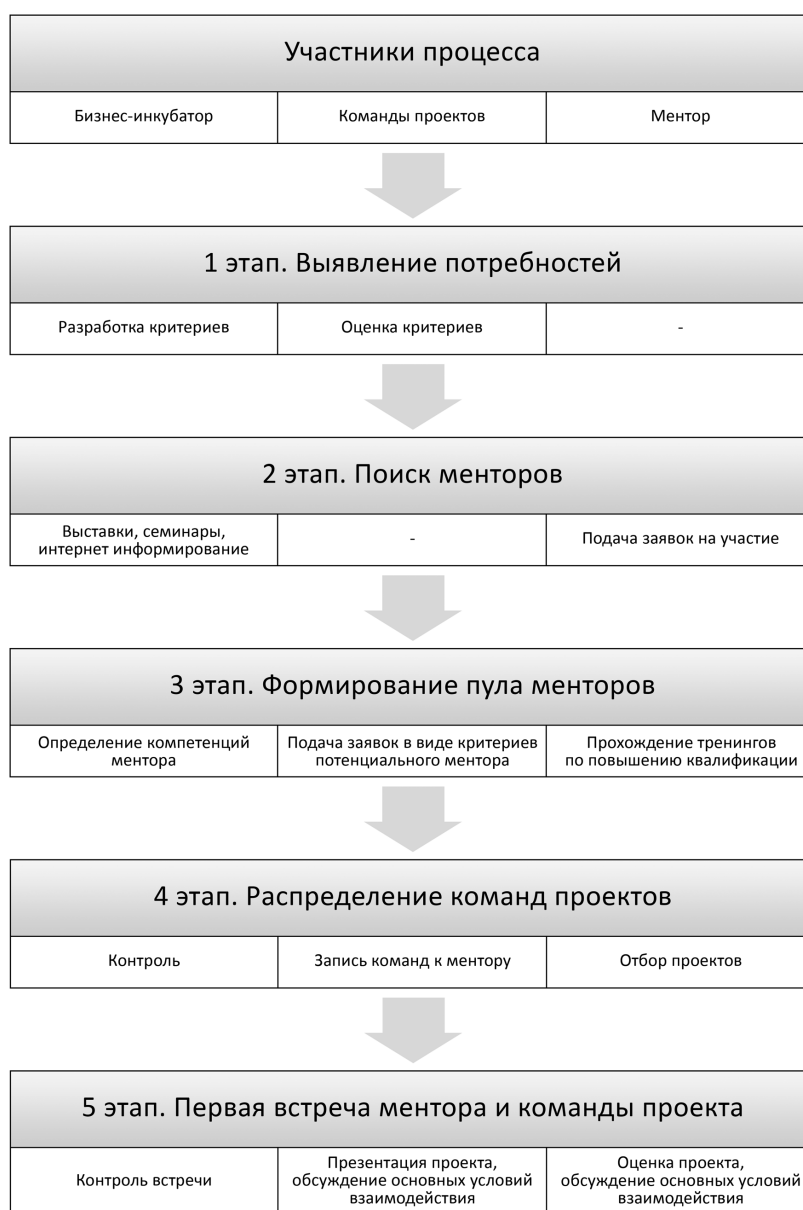 Участники процесса
Бизнес-инкубатор
Команды проектов
Ментор
1 этап. Выявление потребностей
Разработка критериев
Оценка критериев
-
2 этап. Поиск менторов
Выставки, семинары,
интернет информирование
-
Подача заявок на участие
3 этап. Формирование пула менторов
Определение компетенций
ментора
Подача заявок в виде критериев
потенциального ментора
Прохождение тренингов
по повышению квалификации
4 этап. Распределение команд проектов
Контроль
Запись команд к ментору
Отбор проектов
5 этап. Первая встреча ментора и команды проекта
Контроль встречи
Презентация проекта,
обсуждение основных условий
взаимодействия
Оценка проекта,
обсуждение основных условий
взаимодействия